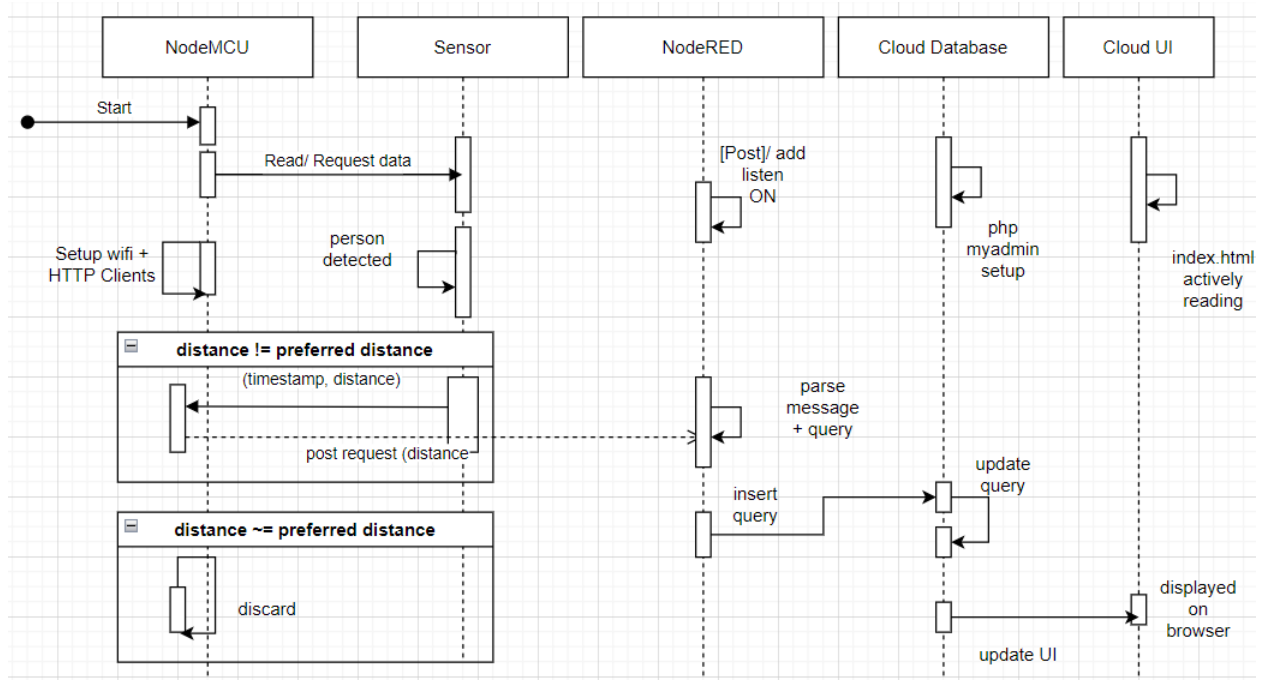 NodeMCU
Sensor
NodeRED
Cloud Database
Cloud UI
Start
Read/ Request data
[Post]/ add
listen
ON
php
myadmin
setup
index.html
actively
reading
Setup wifi +
HTTP Clients
person
detected
distance != preferred distance
(timestamp, distance)
post request (distance
parse
message
+ query
update
query
insert
query
distance ~= preferred distance
discard
displayed
on
browser
update UI